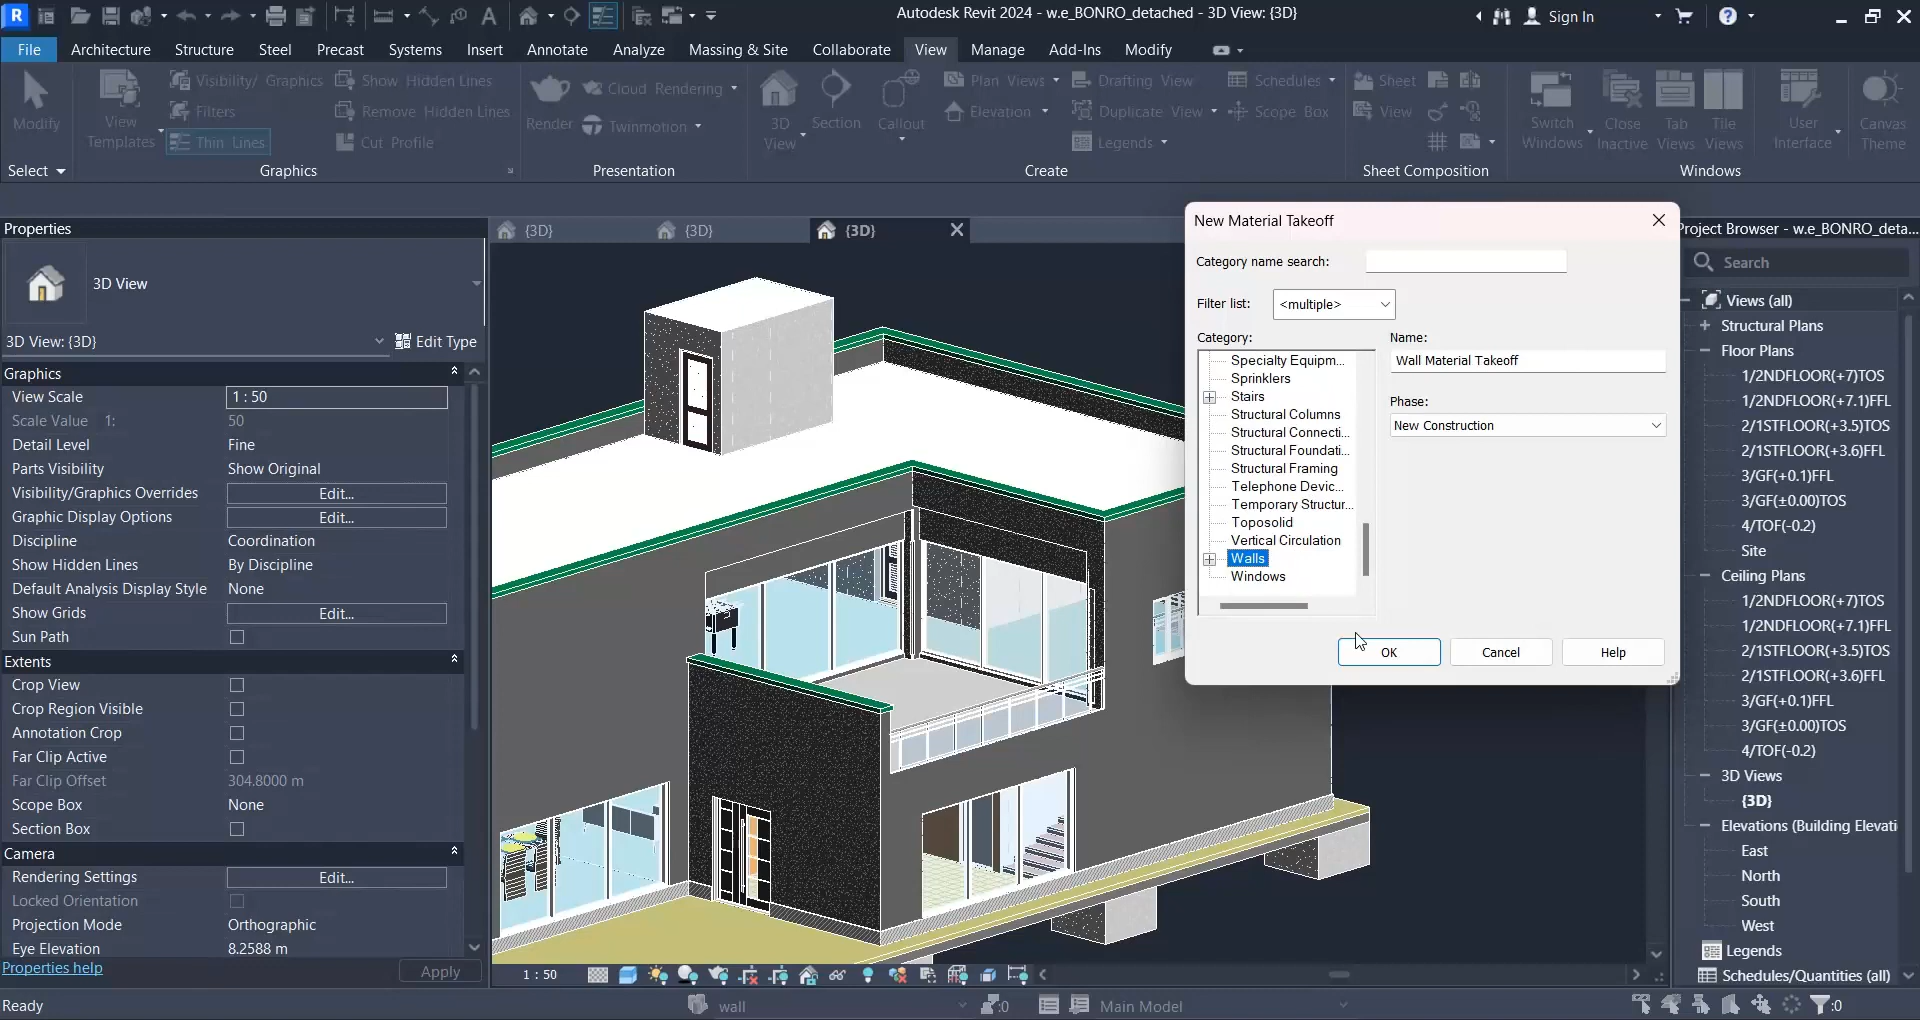 Autodesk Revit 2024 - w.e_BONRO_detached - 3D View: {3D}
Sign In
File Architecture Structure Steel Precast Systems Insert Annotate Analyze Massing & Site Collaborate View Manage Add-Ins Modify
Modify
View Templates
Visibility/ Graphics
Filters
Thin Lines
Show Hidden Lines
Remove Hidden Lines
Cut Profile
Render
Cloud Rendering
Twinmotion
3D View
Section
Callout
Plan Views
Elevation
Drafting View
Duplicate View
Legends
Schedules
Scope Box
Sheet
View
Switch Windows
Close Inactive
Tab Views
Tile Views
User Interface
Canvas Theme
Select Graphics Presentation Create Sheet Composition Windows
Properties
3D View
3D View: {3D} Edit Type
Graphics
View Scale 1 : 50
Scale Value 1: 50
Detail Level Fine
Parts Visibility Show Original
Visibility/Graphics Overrides Edit...
Graphic Display Options Edit...
Discipline Coordination
Show Hidden Lines By Discipline
Default Analysis Display Style None
Show Grids Edit...
Sun Path
Extents
Crop View
Crop Region Visible
Annotation Crop
Far Clip Active
Far Clip Offset 304.8000 m
Scope Box None
Section Box
Camera
Rendering Settings Edit...
Locked Orientation
Projection Mode Orthographic
Eye Elevation 8.2588 m
Properties help Apply
{3D} {3D} {3D}
New Material Takeoff
Category name search:
Filter list: <multiple>
Category:
Specialty Equipm...
Sprinklers
Stairs
Structural Columns
Structural Connecti...
Structural Foundati...
Structural Framing
Telephone Devic...
Temporary Structur...
Toposolid
Vertical Circulation
Walls
Windows
Name:
Wall Material Takeoff
Phase:
New Construction
OK Cancel Help
Project Browser - w.e_BONRO_deta...
Search
Views (all)
Structural Plans
Floor Plans
1/2NDFLOOR(+7)TOS
1/2NDFLOOR(+7.1)FFL
2/1STFLOOR(+3.5)TOS
2/1STFLOOR(+3.6)FFL
3/GF(+0.1)FFL
3/GF(±0.00)TOS
4/TOF(-0.2)
Site
Ceiling Plans
1/2NDFLOOR(+7)TOS
1/2NDFLOOR(+7.1)FFL
2/1STFLOOR(+3.5)TOS
2/1STFLOOR(+3.6)FFL
3/GF(+0.1)FFL
3/GF(±0.00)TOS
4/TOF(-0.2)
3D Views
{3D}
Elevations (Building Elevati
East
North
South
West
Legends
Schedules/Quantities (all)
1 : 50
Ready
wall
:0
Main Model
:0